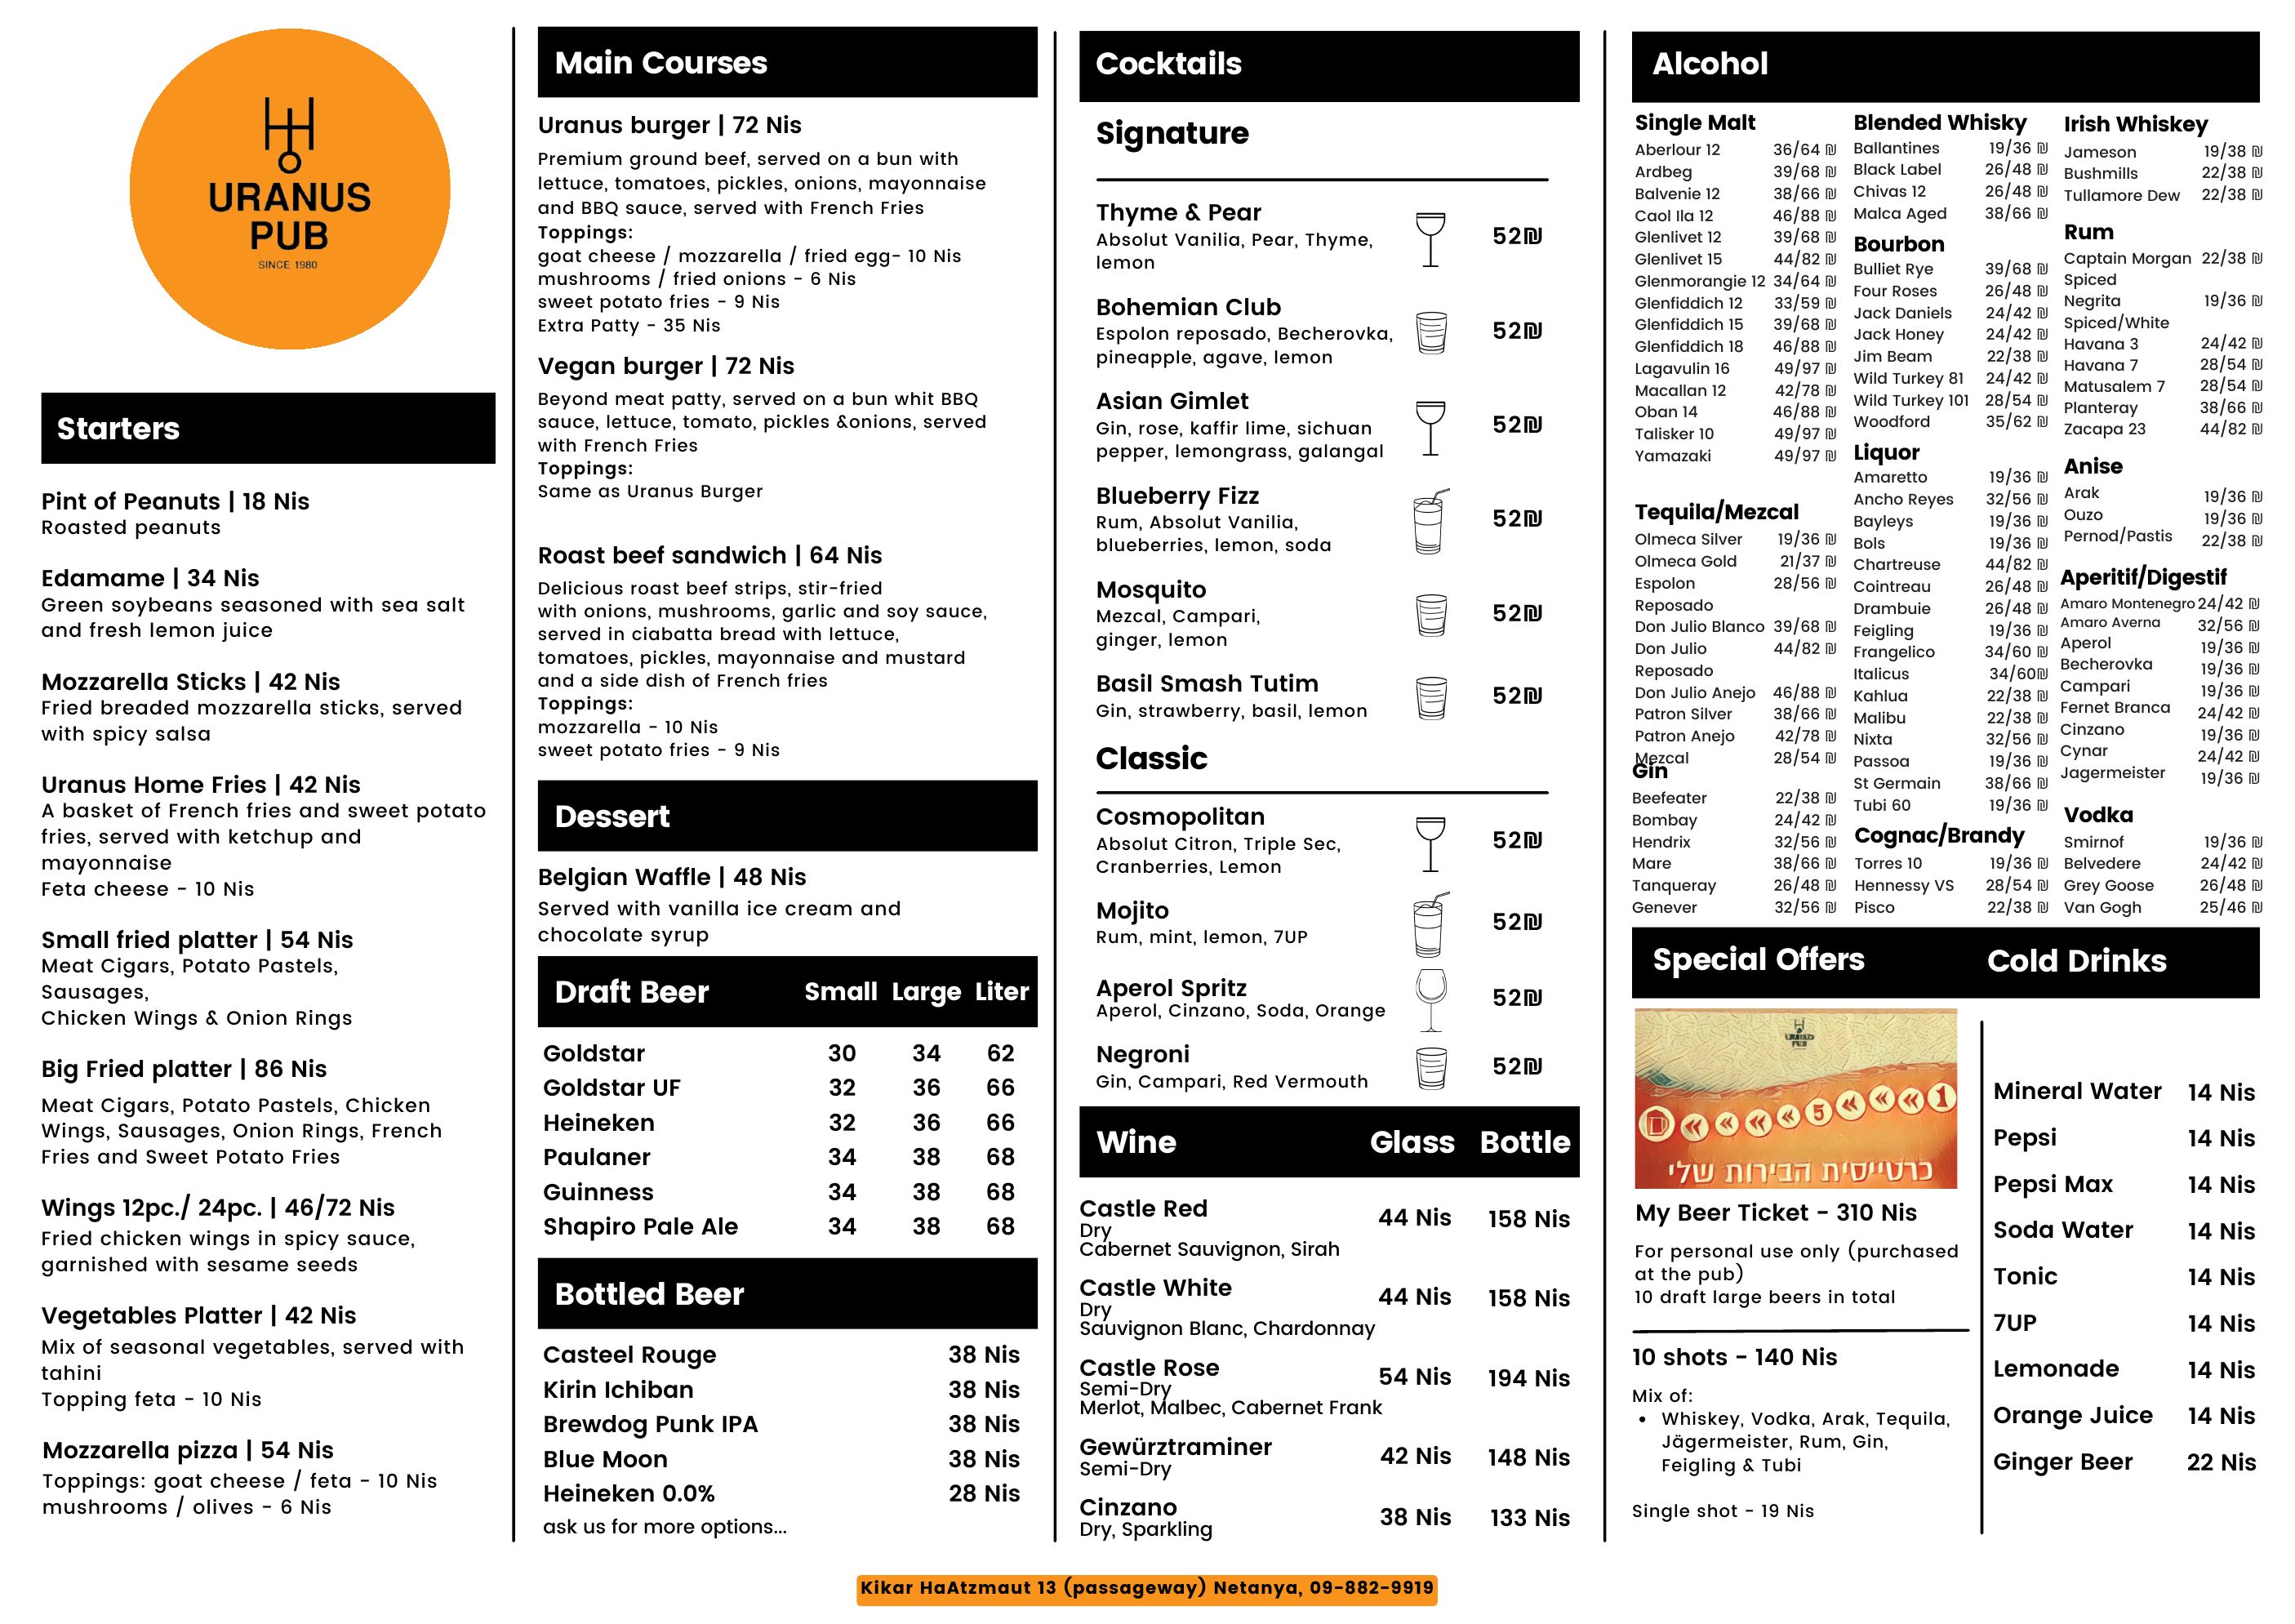 URANUS
PUB
SINCE 1980
Starters
Pint of Peanuts | 18 Nis
Roasted peanuts
Edamame | 34 Nis
Green soybeans seasoned with sea salt
and fresh lemon juice
Mozzarella Sticks | 42 Nis
Fried breaded mozzarella sticks, served
with spicy salsa
Uranus Home Fries | 42 Nis
A basket of French fries and sweet potato
fries, served with ketchup and
mayonnaise
Feta cheese - 10 Nis
Small fried platter | 54 Nis
Meat Cigars, Potato Pastels,
Sausages,
Chicken Wings & Onion Rings
Big Fried platter | 86 Nis
Meat Cigars, Potato Pastels, Chicken
Wings, Sausages, Onion Rings, French
Fries and Sweet Potato Fries
Wings 12pc./ 24pc. | 46/72 Nis
Fried chicken wings in spicy sauce,
garnished with sesame seeds
Vegetables Platter | 42 Nis
Mix of seasonal vegetables, served with
tahini
Topping feta - 10 Nis
Mozzarella pizza | 54 Nis
Toppings: goat cheese / feta - 10 Nis
mushrooms / olives - 6 Nis
Main Courses
Uranus burger | 72 Nis
Premium ground beef, served on a bun with
lettuce, tomatoes, pickles, onions, mayonnaise
and BBQ sauce, served with French Fries
Toppings:
goat cheese / mozzarella / fried egg- 10 Nis
mushrooms / fried onions - 6 Nis
sweet potato fries - 9 Nis
Extra Patty - 35 Nis
Vegan burger | 72 Nis
Beyond meat patty, served on a bun whit BBQ
sauce, lettuce, tomato, pickles &onions, served
with French Fries
Toppings:
Same as Uranus Burger
Roast beef sandwich | 64 Nis
Delicious roast beef strips, stir-fried
with onions, mushrooms, garlic and soy sauce,
served in ciabatta bread with lettuce,
tomatoes, pickles, mayonnaise and mustard
and a side dish of French fries
Toppings:
mozzarella - 10 Nis
sweet potato fries - 9 Nis
Dessert
Belgian Waffle | 48 Nis
Served with vanilla ice cream and
chocolate syrup
Draft Beer Small Large Liter
Goldstar 30 34 62
Goldstar UF 32 36 66
Heineken 32 36 66
Paulaner 34 38 68
Guinness 34 38 68
Shapiro Pale Ale 34 38 68
Bottled Beer
Casteel Rouge 38 Nis
Kirin Ichiban 38 Nis
Brewdog Punk IPA 38 Nis
Blue Moon 38 Nis
Heineken 0.0% 28 Nis
ask us for more options...
Cocktails
Signature
Thyme & Pear
Absolut Vanilia, Pear, Thyme,
lemon
52₪
Bohemian Club
Espolon reposado, Becherovka,
pineapple, agave, lemon
52₪
Asian Gimlet
Gin, rose, kaffir lime, sichuan
pepper, lemongrass, galangal
52₪
Blueberry Fizz
Rum, Absolut Vanilia,
blueberries, lemon, soda
52₪
Mosquito
Mezcal, Campari,
ginger, lemon
52₪
Basil Smash Tutim
Gin, strawberry, basil, lemon
52₪
Classic
Cosmopolitan
Absolut Citron, Triple Sec,
Cranberries, Lemon
52₪
Mojito
Rum, mint, lemon, 7UP
52₪
Aperol Spritz
Aperol, Cinzano, Soda, Orange
52₪
Negroni
Gin, Campari, Red Vermouth
52₪
Wine Glass Bottle
Castle Red 44 Nis 158 Nis
Dry
Cabernet Sauvignon, Sirah
Castle White 44 Nis 158 Nis
Dry
Sauvignon Blanc, Chardonnay
Castle Rose 54 Nis 194 Nis
Semi-Dry
Merlot, Malbec, Cabernet Frank
Gewürztraminer 42 Nis 148 Nis
Semi-Dry
Cinzano 38 Nis 133 Nis
Dry, Sparkling
Alcohol
Single Malt
Aberlour 12 36/64 ₪
Ardbeg 39/68 ₪
Balvenie 12 38/66 ₪
Caol Ila 12 46/88 ₪
Glenlivet 12 39/68 ₪
Glenlivet 15 44/82 ₪
Glenmorangie 12 34/64 ₪
Glenfiddich 12 33/59 ₪
Glenfiddich 15 39/68 ₪
Glenfiddich 18 46/88 ₪
Lagavulin 16 49/97 ₪
Macallan 12 42/78 ₪
Oban 14 46/88 ₪
Talisker 10 49/97 ₪
Yamazaki 49/97 ₪
Tequila/Mezcal
Olmeca Silver 19/36 ₪
Olmeca Gold 21/37 ₪
Espolon 28/56 ₪
Reposado
Don Julio Blanco 39/68 ₪
Don Julio 44/82 ₪
Reposado
Don Julio Anejo 46/88 ₪
Patron Silver 38/66 ₪
Patron Anejo 42/78 ₪
Mezcal 28/54 ₪
Gin
Beefeater 22/38 ₪
Bombay 24/42 ₪
Hendrix 32/56 ₪
Mare 38/66 ₪
Tanqueray 26/48 ₪
Genever 32/56 ₪
Blended Whisky
Ballantines 19/36 ₪
Black Label 26/48 ₪
Chivas 12 26/48 ₪
Malca Aged 38/66 ₪
Bourbon
Bulliet Rye 39/68 ₪
Four Roses 26/48 ₪
Jack Daniels 24/42 ₪
Jack Honey 24/42 ₪
Jim Beam 22/38 ₪
Wild Turkey 81 24/42 ₪
Wild Turkey 101 28/54 ₪
Woodford 35/62 ₪
Liquor
Amaretto 19/36 ₪
Ancho Reyes 32/56 ₪
Bayleys 19/36 ₪
Bols 19/36 ₪
Chartreuse 44/82 ₪
Cointreau 26/48 ₪
Drambuie 26/48 ₪
Feigling 19/36 ₪
Frangelico 34/60 ₪
Italicus 34/60₪
Kahlua 22/38 ₪
Malibu 22/38 ₪
Nixta 32/56 ₪
Passoa 19/36 ₪
St Germain 38/66 ₪
Tubi 60 19/36 ₪
Cognac/Brandy
Torres 10 19/36 ₪
Hennessy VS 28/54 ₪
Pisco 22/38 ₪
Irish Whiskey
Jameson 19/38 ₪
Bushmills 22/38 ₪
Tullamore Dew 22/38 ₪
Rum
Captain Morgan 22/38 ₪
Spiced
Negrita 19/36 ₪
Spiced/White
Havana 3 24/42 ₪
Havana 7 28/54 ₪
Matusalem 7 28/54 ₪
Planteray 38/66 ₪
Zacapa 23 44/82 ₪
Anise
Arak 19/36 ₪
Ouzo 19/36 ₪
Pernod/Pastis 22/38 ₪
Aperitif/Digestif
Amaro Montenegro 24/42 ₪
Amaro Averna 32/56 ₪
Aperol 19/36 ₪
Becherovka 19/36 ₪
Campari 19/36 ₪
Fernet Branca 24/42 ₪
Cinzano 19/36 ₪
Cynar 24/42 ₪
Jagermeister 19/36 ₪
Vodka
Smirnof 19/36 ₪
Belvedere 24/42 ₪
Grey Goose 26/48 ₪
Van Gogh 25/46 ₪
Special Offers
URANUS
PUB
1 « « « 5 « « « «
כרטייסית הבירות שלי
My Beer Ticket - 310 Nis
For personal use only (purchased
at the pub)
10 draft large beers in total
10 shots - 140 Nis
Mix of:
• Whiskey, Vodka, Arak, Tequila,
Jägermeister, Rum, Gin,
Feigling & Tubi
Single shot - 19 Nis
Cold Drinks
Mineral Water 14 Nis
Pepsi 14 Nis
Pepsi Max 14 Nis
Soda Water 14 Nis
Tonic 14 Nis
7UP 14 Nis
Lemonade 14 Nis
Orange Juice 14 Nis
Ginger Beer 22 Nis
Kikar HaAtzmaut 13 (passageway) Netanya, 09-882-9919